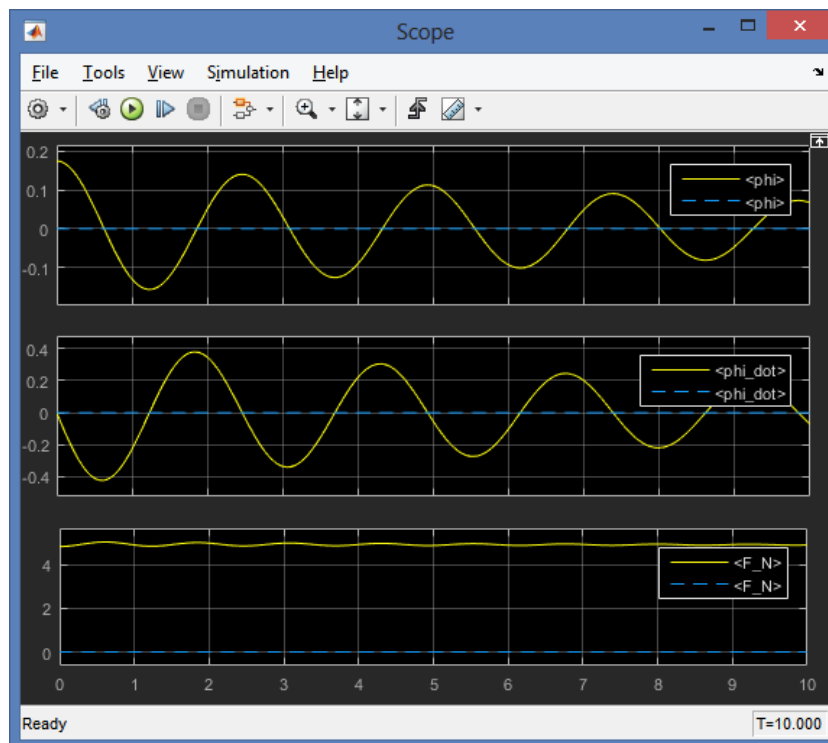 Scope
File Tools View Simulation Help
0.2
0.1
0
-0.1
<phi>
<phi>
0.4
0.2
0
-0.2
-0.4
<phi_dot>
<phi_dot>
4
2
0
<F_N>
<F_N>
0 1 2 3 4 5 6 7 8 9 10
Ready T=10.000